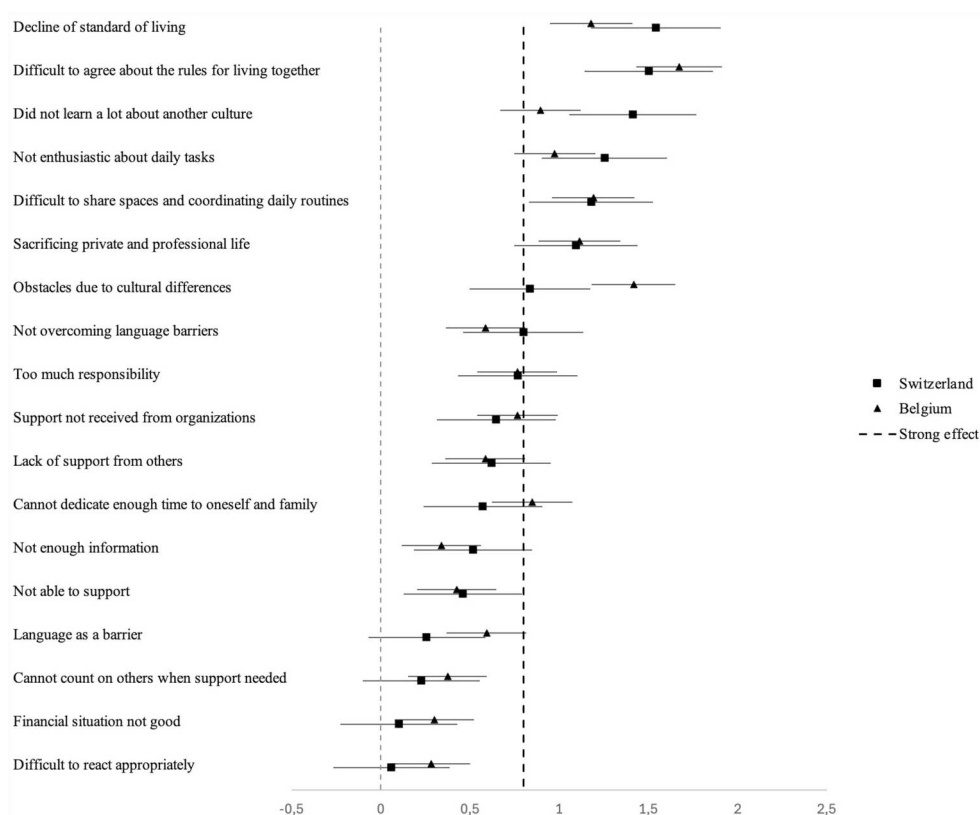 Decline of standard of living
Difficult to agree about the rules for living together
Did not learn a lot about another culture
Not enthusiastic about daily tasks
Difficult to share spaces and coordinating daily routines
Sacrificing private and professional life
Obstacles due to cultural differences
Not overcoming language barriers
Too much responsibility
Support not received from organizations
Lack of support from others
Cannot dedicate enough time to oneself and family
Not enough information
Not able to support
Language as a barrier
Cannot count on others when support needed
Financial situation not good
Difficult to react appropriately
Switzerland
Belgium
Strong effect
-0,5 0 0,5 1 1,5 2 2,5